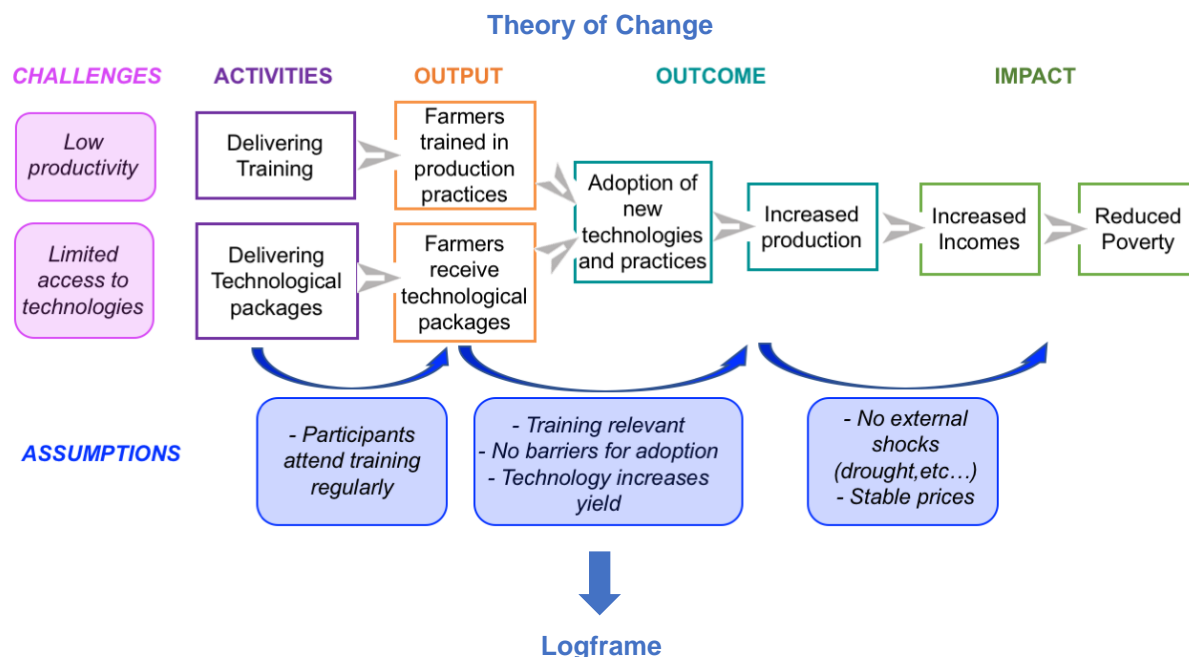 Theory of Change
CHALLENGES
ACTIVITIES
OUTPUT
OUTCOME
IMPACT
Low
productivity
Delivering
Training
Farmers
trained in
production
practices
Adoption of
new
technologies
and practices
Increased
production
Increased
Incomes
Reduced
Poverty
Limited
access to
technologies
Delivering
Technological
packages
Farmers
receive
technological
packages
ASSUMPTIONS
- Participants
attend training
regularly
- Training relevant
- No barriers for adoption
- Technology increases
yield
- No external
shocks
(drought,etc…)
- Stable prices
Logframe